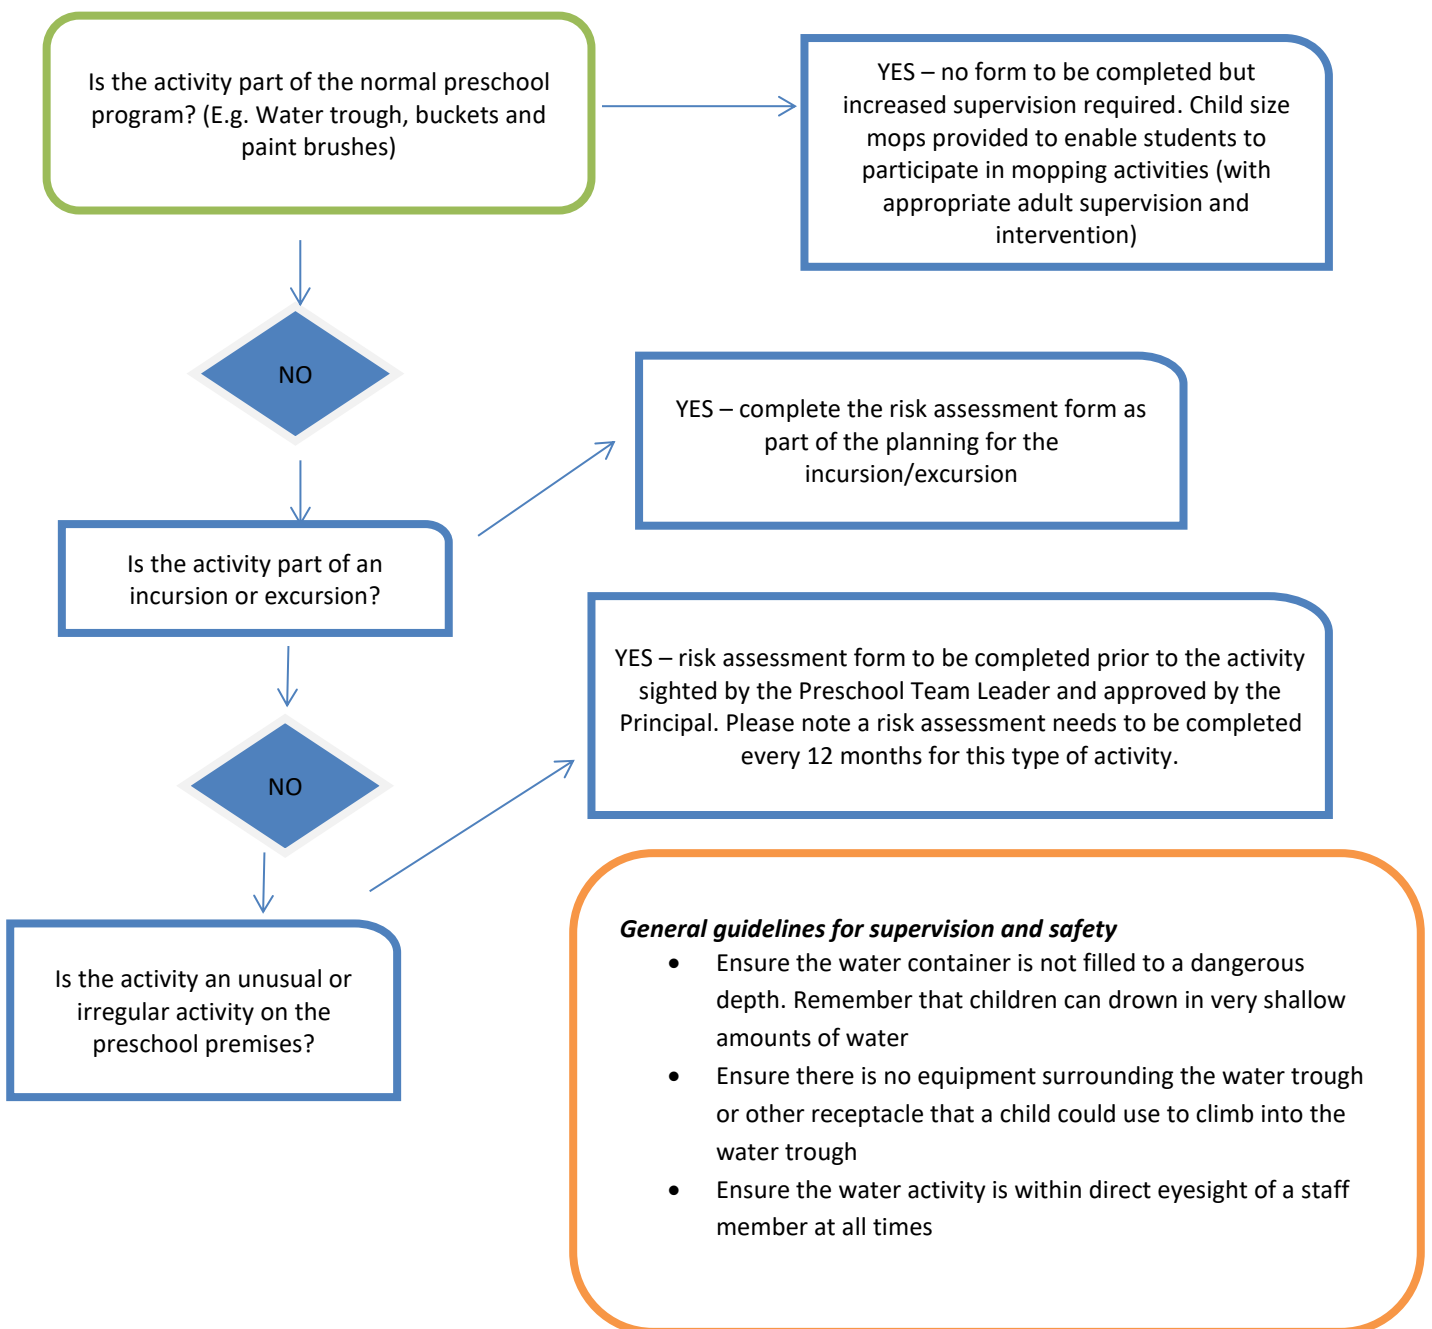 Is the activity part of the normal preschool
program? (E.g. Water trough, buckets and
paint brushes)
YES – no form to be completed but
increased supervision required. Child size
mops provided to enable students to
participate in mopping activities (with
appropriate adult supervision and
intervention)
NO
YES – complete the risk assessment form as
part of the planning for the
incursion/excursion
Is the activity part of an
incursion or excursion?
YES – risk assessment form to be completed prior to the activity
sighted by the Preschool Team Leader and approved by the
Principal. Please note a risk assessment needs to be completed
every 12 months for this type of activity.
NO
Is the activity an unusual or
irregular activity on the
preschool premises?
General guidelines for supervision and safety
• Ensure the water container is not filled to a dangerous
depth. Remember that children can drown in very shallow
amounts of water
• Ensure there is no equipment surrounding the water trough
or other receptacle that a child could use to climb into the
water trough
• Ensure the water activity is within direct eyesight of a staff
member at all times